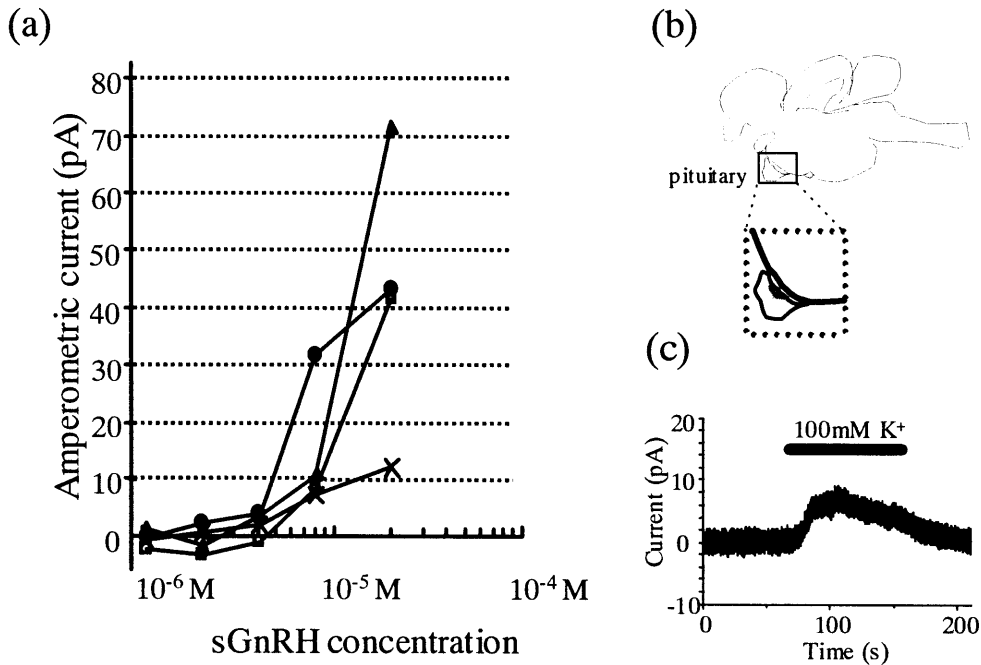 (a)
Amperometric current (pA)
80
70
60
50
40
30
20
10
0
10⁻⁶ M
10⁻⁵ M
10⁻⁴ M
sGnRH concentration
(b)
pituitary
(c)
Current (pA)
20
10
0
-10
100mM K⁺
0
100
200
Time (s)